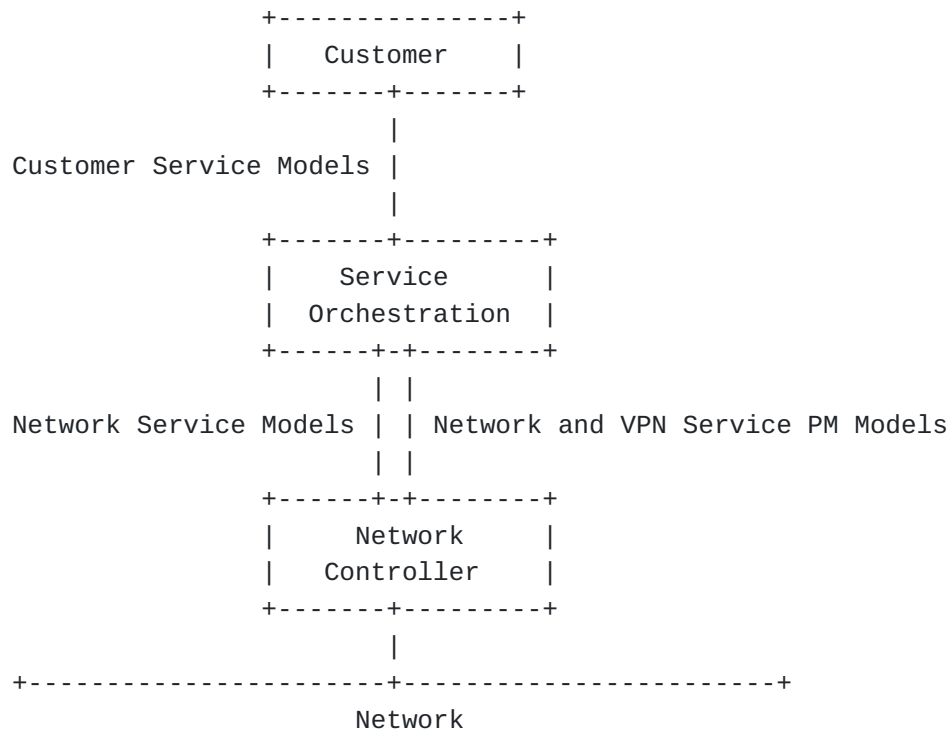 Customer
Customer Service Models
Service
Orchestration
Network Service Models
Network and VPN Service PM Models
Network
Controller
Network